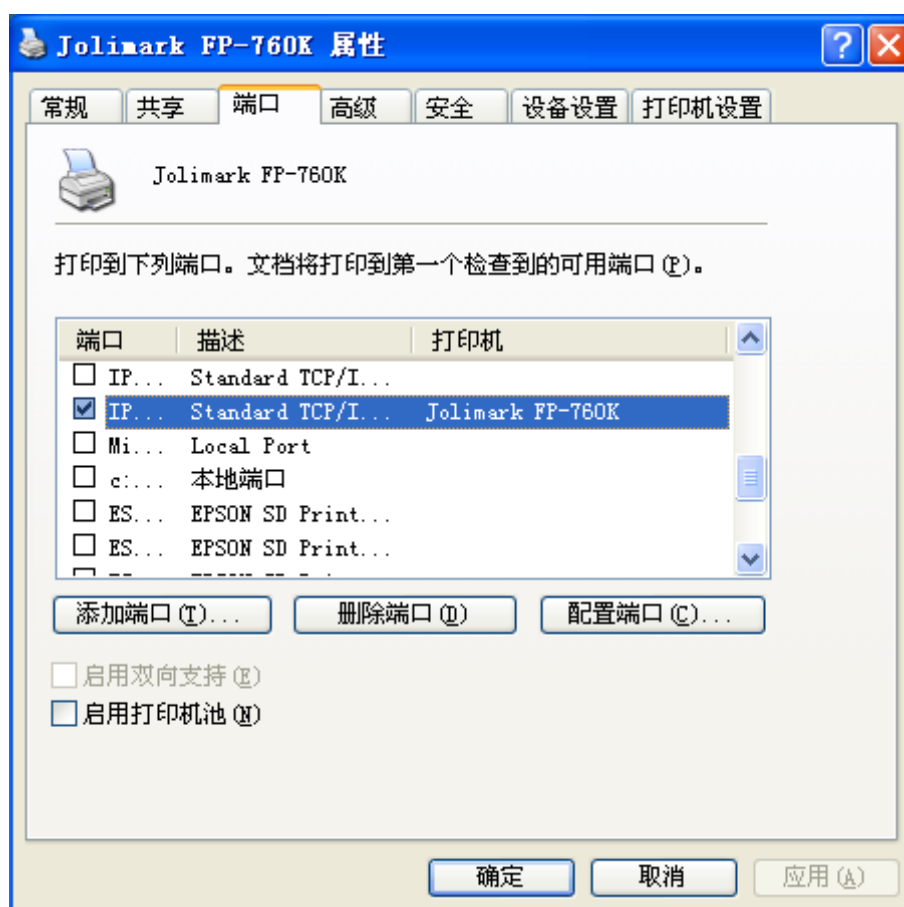 Jolimark FP-760K 属性
常规 共享 端口 高级 安全 设备设置 打印机设置
Jolimark FP-760K
打印到下列端口。文档将打印到第一个检查到的可用端口(P)。
端口 描述 打印机
IP... Standard TCP/I...
IP... Standard TCP/I... Jolimark FP-760K
Mi... Local Port
c:... 本地端口
ES... EPSON SD Print...
ES... EPSON SD Print...
添加端口(T)... 删除端口(D) 配置端口(C)...
启用双向支持(E)
启用打印机池(N)
确定 取消 应用(A)